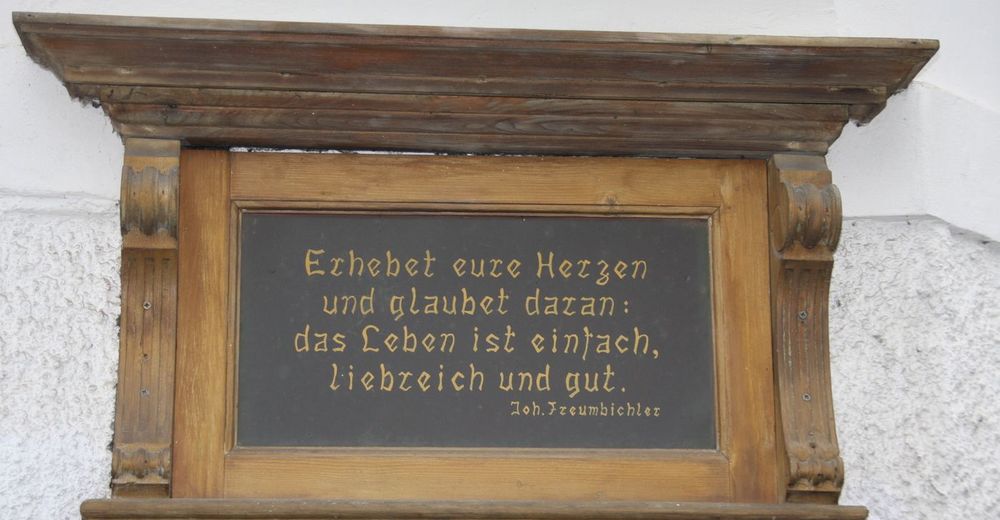 Erhebet eure Herzen
und glaubet daran:
das Leben ist einfach,
liebreich und gut.
Joh. Freumbichler